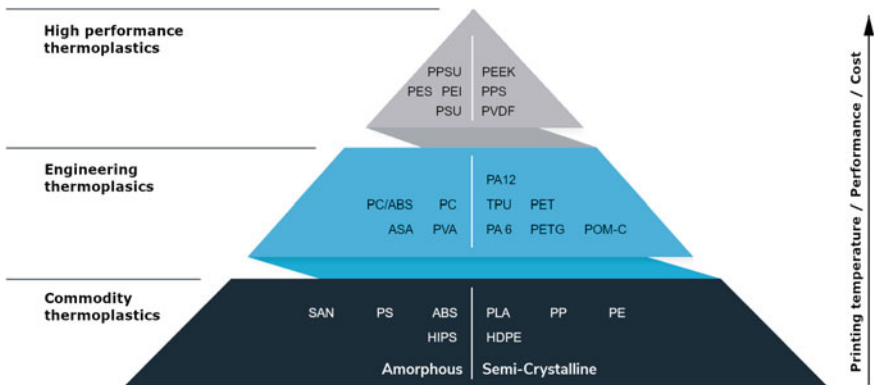 High performance
thermoplastics
PPSU PEEK
PES PEI PPS
PSU PVDF
Engineering
thermoplasics
PA12
PC/ABS PC TPU PET
ASA PVA PA 6 PETG POM-C
Commodity
thermoplastics
SAN PS ABS PLA PP PE
HIPS HDPE
Amorphous Semi-Crystalline
Printing temperature / Performance / Cost